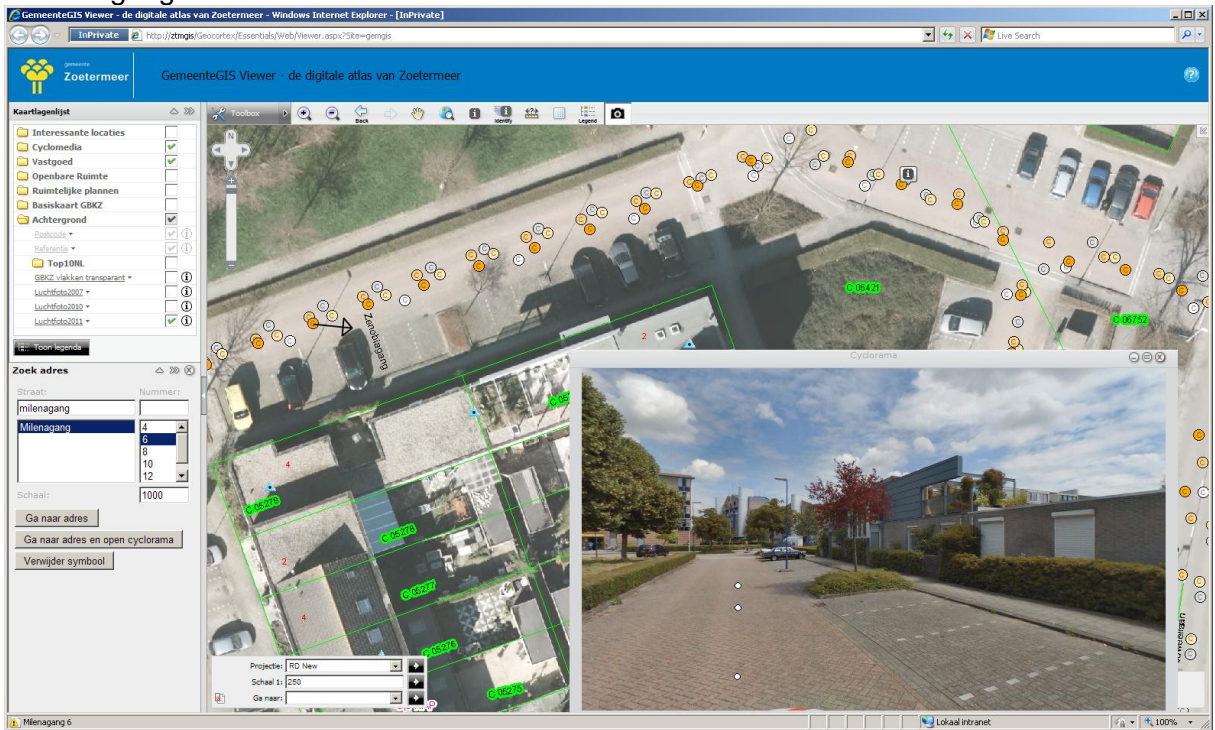 GemeenteGIS Viewer - de digitale atlas van Zoetermeer - Windows Internet Explorer - [InPrivate]
InPrivate
http://ztmgis/Geocortex/Essentials/Web/Viewer.aspx?Site=gemgis
Live Search
gemeente
Zoetermeer
GemeenteGIS Viewer - de digitale atlas van Zoetermeer
Kaartlagenlijst
Toolbox
Back
Identify
Legend
Interessante locaties
Cyclomedia
Vastgoed
Openbare Ruimte
Ruimtelijke plannen
Basiskaart GBKZ
Achtergrond
Postcode
Referentie
Top10NL
GBKZ vlakken transparant
Luchtfoto2007
Luchtfoto2010
Luchtfoto2011
Toon legenda
Zoek adres
Straat:
Nummer:
milenagang
Milenagang
4
6
8
10
12
Schaal:
1000
Ga naar adres
Ga naar adres en open cyclorama
Verwijder symbool
N
Zenobiagang
C 06421
C 06752
2
Cyclorama
4
C 05279
C 05278
2
C 05277
4
C 05276
C 05275
Projectie:
RD New
Schaal 1:
250
Ga naar:
Milenagang 6
Lokaal intranet
100%